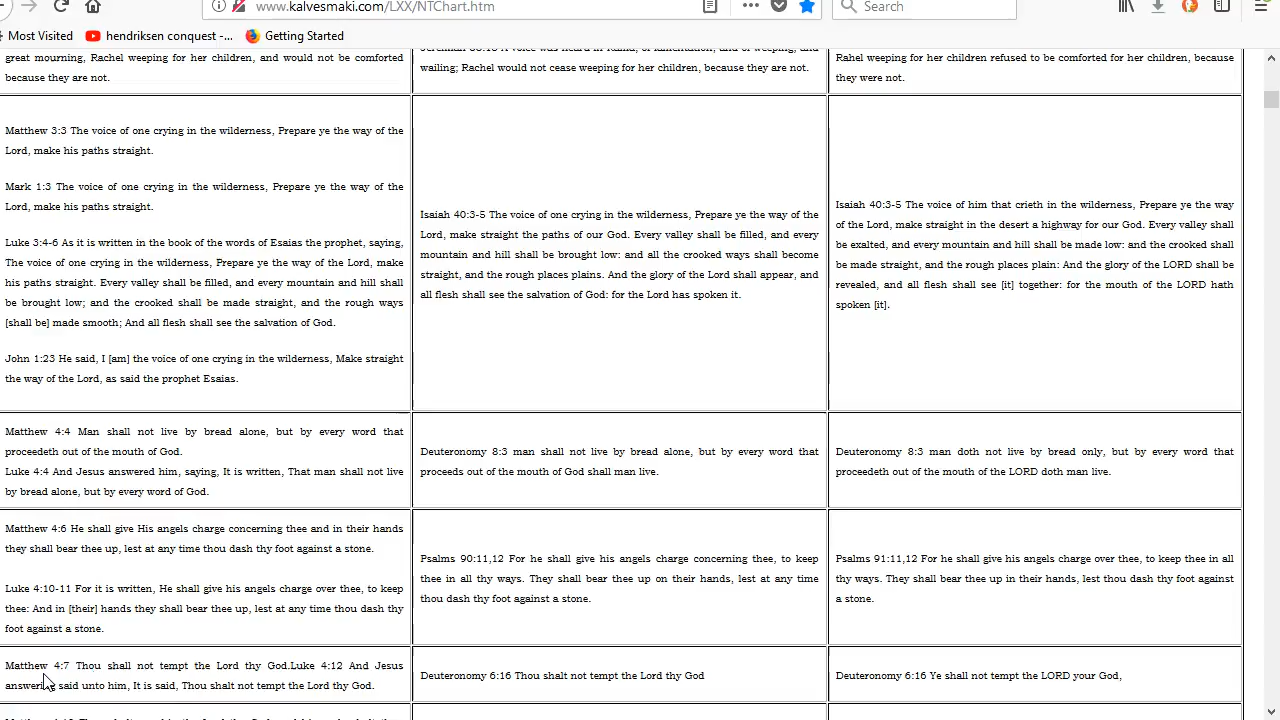 www.kalvesmaki.com/LXX/NTChart.htm
Search
Most Visited
hendriksen conquest -...
Getting Started
great mourning, Rachel weeping for her children, and would not be comforted
because they are not.
wailing; Rachel would not cease weeping for her children, because they are not.
Rahel weeping for her children refused to be comforted for her children, because
they were not.
Matthew 3:3 The voice of one crying in the wilderness, Prepare ye the way of the
Lord, make his paths straight.
Mark 1:3 The voice of one crying in the wilderness, Prepare ye the way of the
Lord, make his paths straight.
Luke 3:4-6 As it is written in the book of the words of Esaias the prophet, saying,
The voice of one crying in the wilderness, Prepare ye the way of the Lord, make
his paths straight. Every valley shall be filled, and every mountain and hill shall
be brought low; and the crooked shall be made straight, and the rough ways
[shall be] made smooth; And all flesh shall see the salvation of God.
John 1:23 He said, I [am] the voice of one crying in the wilderness, Make straight
the way of the Lord, as said the prophet Esaias.
Isaiah 40:3-5 The voice of one crying in the wilderness, Prepare ye the way of the
Lord, make straight the paths of our God. Every valley shall be filled, and every
mountain and hill shall be brought low: and all the crooked ways shall become
straight, and the rough places plains. And the glory of the Lord shall appear, and
all flesh shall see the salvation of God: for the Lord has spoken it.
Isaiah 40:3-5 The voice of him that crieth in the wilderness, Prepare ye the way
of the Lord, make straight in the desert a highway for our God. Every valley shall
be exalted, and every mountain and hill shall be made low: and the crooked shall
be made straight, and the rough places plain: And the glory of the LORD shall be
revealed, and all flesh shall see [it] together: for the mouth of the LORD hath
spoken [it].
Matthew 4:4 Man shall not live by bread alone, but by every word that
proceedeth out of the mouth of God.
Luke 4:4 And Jesus answered him, saying, It is written, That man shall not live
by bread alone, but by every word of God.
Deuteronomy 8:3 man shall not live by bread alone, but by every word that
proceeds out of the mouth of God shall man live.
Deuteronomy 8:3 man doth not live by bread only, but by every word that
proceedeth out of the mouth of the LORD doth man live.
Matthew 4:6 He shall give His angels charge concerning thee and in their hands
they shall bear thee up, lest at any time thou dash thy foot against a stone.
Luke 4:10-11 For it is written, He shall give his angels charge over thee, to keep
thee: And in [their] hands they shall bear thee up, lest at any time thou dash thy
foot against a stone.
Psalms 90:11,12 For he shall give his angels charge concerning thee, to keep
thee in all thy ways. They shall bear thee up on their hands, lest at any time
thou dash thy foot against a stone.
Psalms 91:11,12 For he shall give his angels charge over thee, to keep thee in all
thy ways. They shall bear thee up in their hands, lest thou dash thy foot against
a stone.
Matthew 4:7 Thou shall not tempt the Lord thy God.Luke 4:12 And Jesus
said unto him, It is said, Thou shalt not tempt the Lord thy God.
Deuteronomy 6:16 Thou shalt not tempt the Lord thy God
Deuteronomy 6:16 Ye shall not tempt the LORD your God,